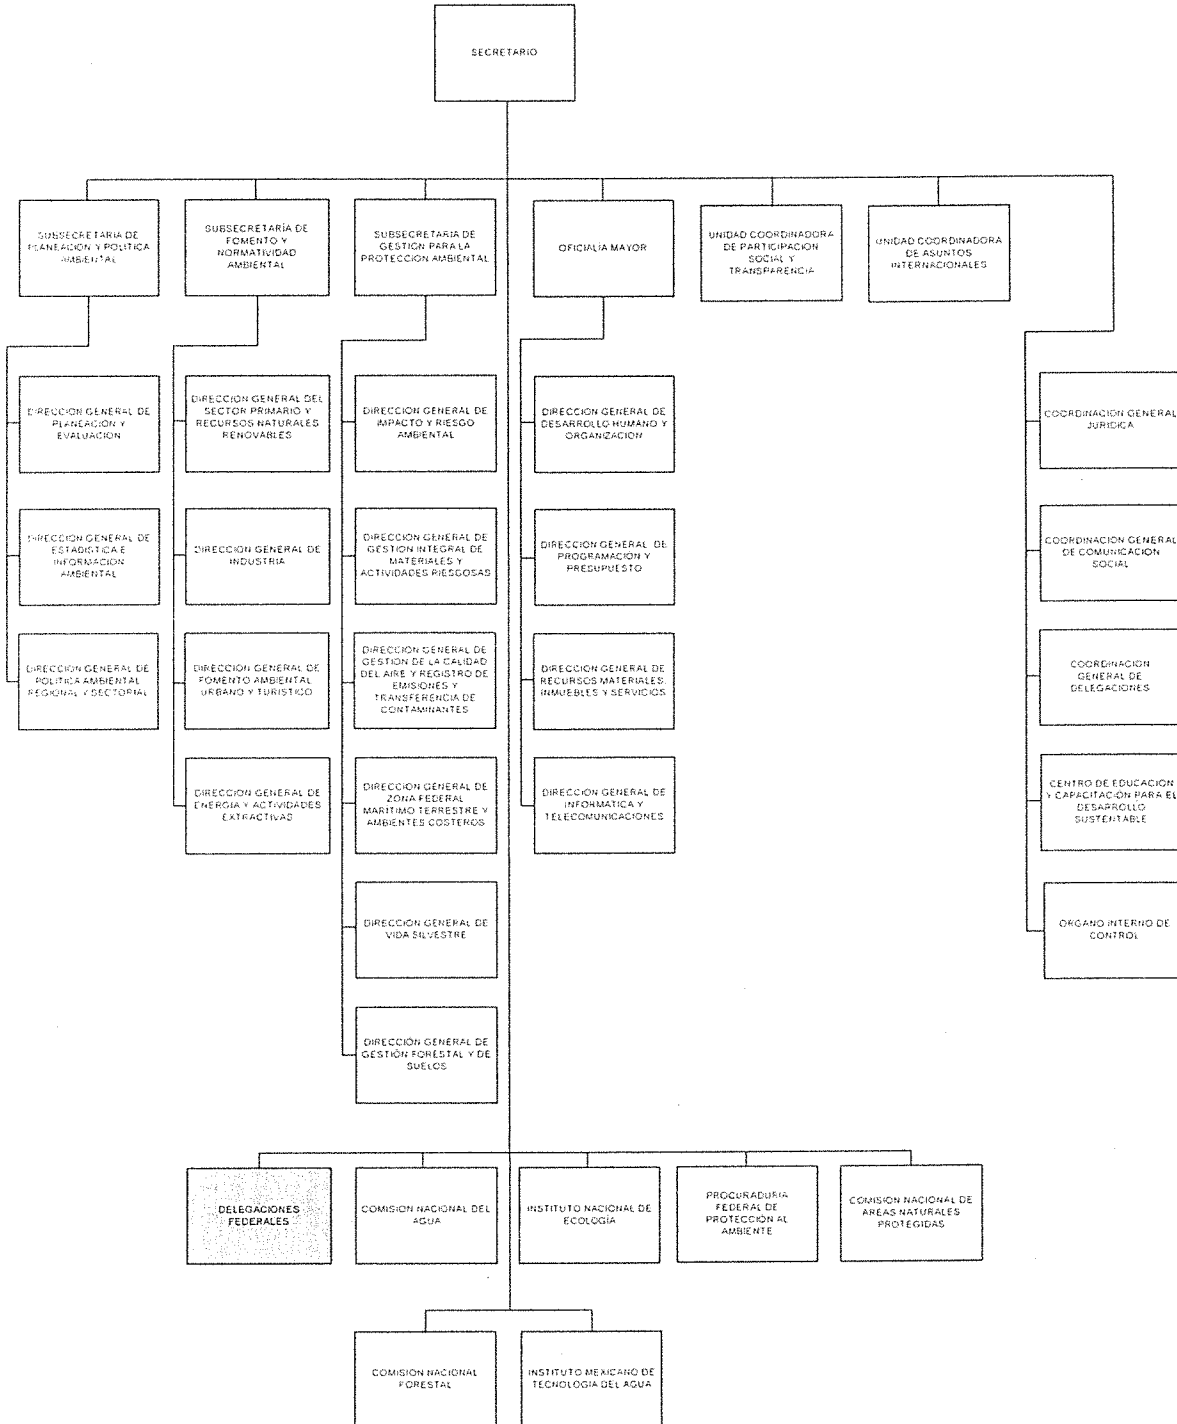 SECRETARIO
SUBSECRETARIA DE
PLANEACION Y POLITICA
AMBIENTAL
SUBSECRETARÍA DE
FOMENTO Y
NORMATIVIDAD
AMBIENTAL
SUBSECRETARIA DE
GESTION PARA LA
PROTECCION AMBIENTAL
OFICIALIA MAYOR
UNIDAD COORDINADORA
DE PARTICIPACION
SOCIAL Y
TRANSPARENCIA
UNIDAD COORDINADORA
DE ASUNTOS
INTERNACIONALES
DIRECCION GENERAL DE
PLANEACION Y
EVALUACION
DIRECCION GENERAL DEL
SECTOR PRIMARIO Y
RECURSOS NATURALES
RENOVABLES
DIRECCION GENERAL DE
IMPACTO Y RIESGO
AMBIENTAL
DIRECCION GENERAL DE
DESARROLLO HUMANO Y
ORGANIZACION
COORDINACION GENERAL
JURIDICA
DIRECCION GENERAL DE
ESTADISTICA E
INFORMACION
AMBIENTAL
DIRECCION GENERAL DE
INDUSTRIA
DIRECCION GENERAL DE
GESTION INTEGRAL DE
MATERIALES Y
ACTIVIDADES RIESGOSAS
DIRECCION GENERAL DE
PROGRAMACION Y
PRESUPUESTO
COORDINACION GENERAL
DE COMUNICACION
SOCIAL
DIRECCION GENERAL DE
POLITICA AMBIENTAL
REGIONAL Y SECTORIAL
DIRECCION GENERAL DE
FOMENTO AMBIENTAL
URBANO Y TURISTICO
DIRECCION GENERAL DE
GESTION DE LA CALIDAD
DEL AIRE Y REGISTRO DE
EMISIONES Y
TRANSFERENCIA DE
CONTAMINANTES
DIRECCION GENERAL DE
RECURSOS MATERIALES,
INMUEBLES Y SERVICIOS
COORDINACION
GENERAL DE
DELEGACIONES
DIRECCION GENERAL DE
ENERGIA Y ACTIVIDADES
EXTRACTIVAS
DIRECCION GENERAL DE
ZONA FEDERAL
MARITIMO TERRESTRE Y
AMBIENTES COSTEROS
DIRECCION GENERAL DE
INFORMATICA Y
TELECOMUNICACIONES
CENTRO DE EDUCACION
Y CAPACITACION PARA EL
DESARROLLO
SUSTENTABLE
DIRECCION GENERAL DE
VIDA SILVESTRE
ORGANO INTERNO DE
CONTROL
DIRECCIÓN GENERAL DE
GESTIÓN FORESTAL Y DE
SUELOS
DELEGACIONES
FEDERALES
COMISION NACIONAL DEL
AGUA
INSTITUTO NACIONAL DE
ECOLOGÍA
PROCURADURIA
FEDERAL DE
PROTECCIÓN AL
AMBIENTE
COMISION NACIONAL DE
AREAS NATURALES
PROTEGIDAS
COMISION NACIONAL
FORESTAL
INSTITUTO MEXICANO DE
TECNOLOGIA DEL AGUA